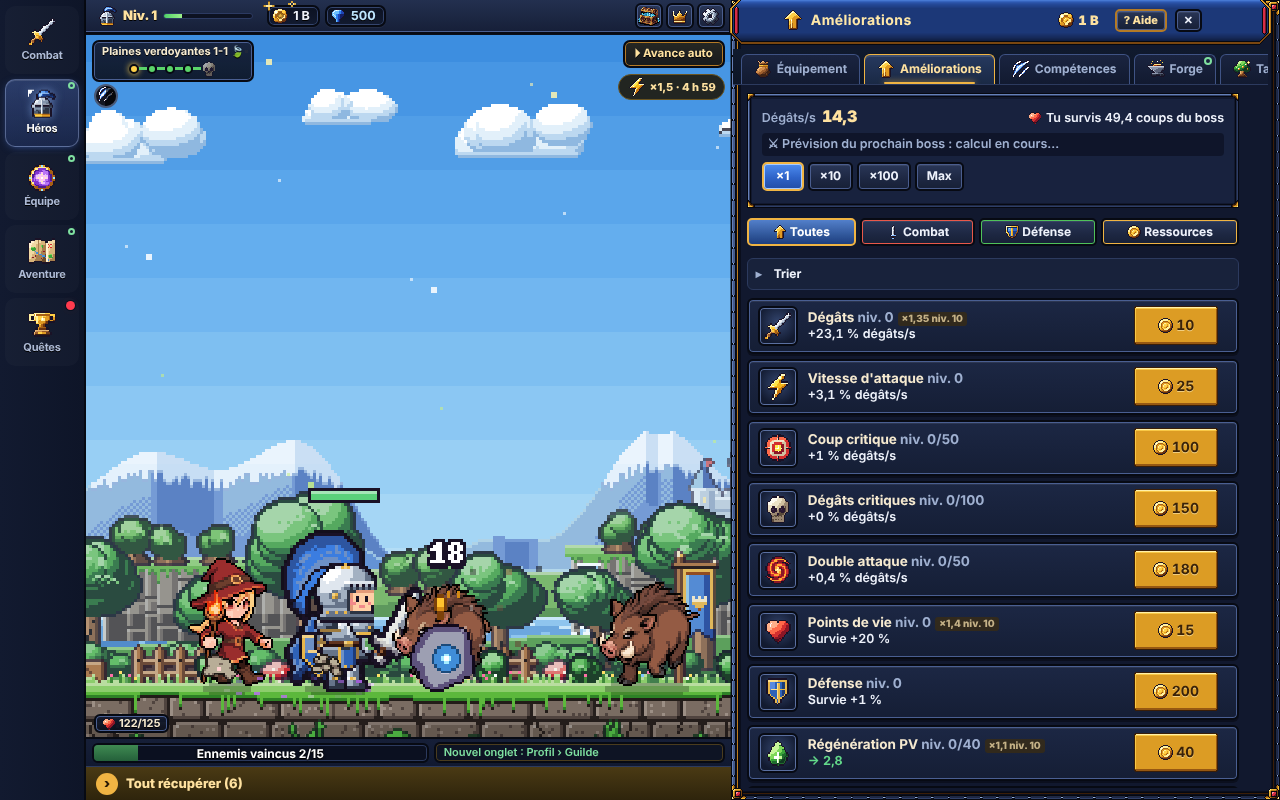 Combat
Héros
Équipe
Aventure
Quêtes
Niv. 1
1 B
500
Plaines verdoyantes 1-1
Avance auto
×1,5 · 4 h 59
18
122/125
Ennemis vaincus 2/15
Nouvel onglet : Profil › Guilde
Tout récupérer (6)
Améliorations
1 B
? Aide
×
Équipement
Améliorations
Compétences
Forge
Ta
Dégâts/s 14,3
Tu survis 49,4 coups du boss
Prévision du prochain boss : calcul en cours...
×1
×10
×100
Max
Toutes
Combat
Défense
Ressources
Trier
Dégâts niv. 0 ×1,35 niv. 10
+23,1 % dégâts/s
10
Vitesse d'attaque niv. 0
+3,1 % dégâts/s
25
Coup critique niv. 0/50
+1 % dégâts/s
100
Dégâts critiques niv. 0/100
+0 % dégâts/s
150
Double attaque niv. 0/50
+0,4 % dégâts/s
180
Points de vie niv. 0 ×1,4 niv. 10
Survie +20 %
15
Défense niv. 0
Survie +1 %
200
Régénération PV niv. 0/40 ×1,1 niv. 10
→ 2,8
40